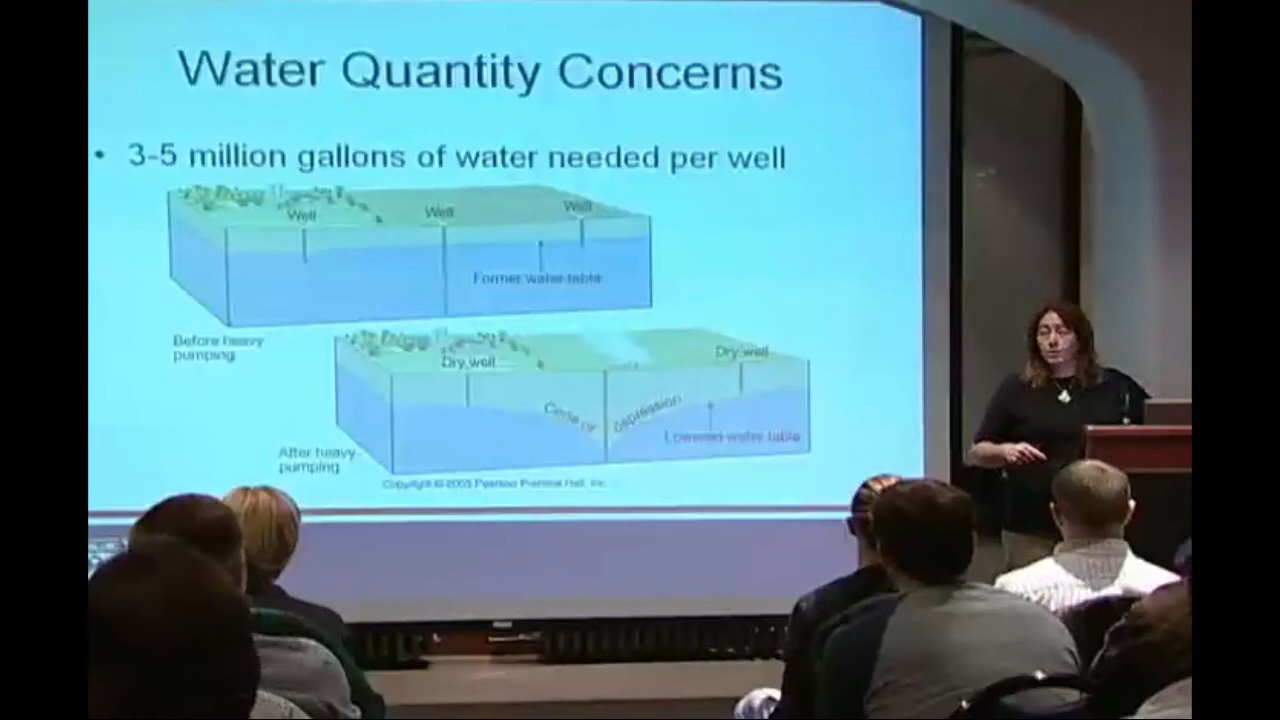 Water Quantity Concerns
• 3-5 million gallons of water needed per well
Well
Well
Well
Former water table
Before heavy
pumping
Dry well
Dry well
Cone of depression
Lowered water table
After heavy
pumping
Copyright © 2005 Pearson Prentice Hall, Inc.